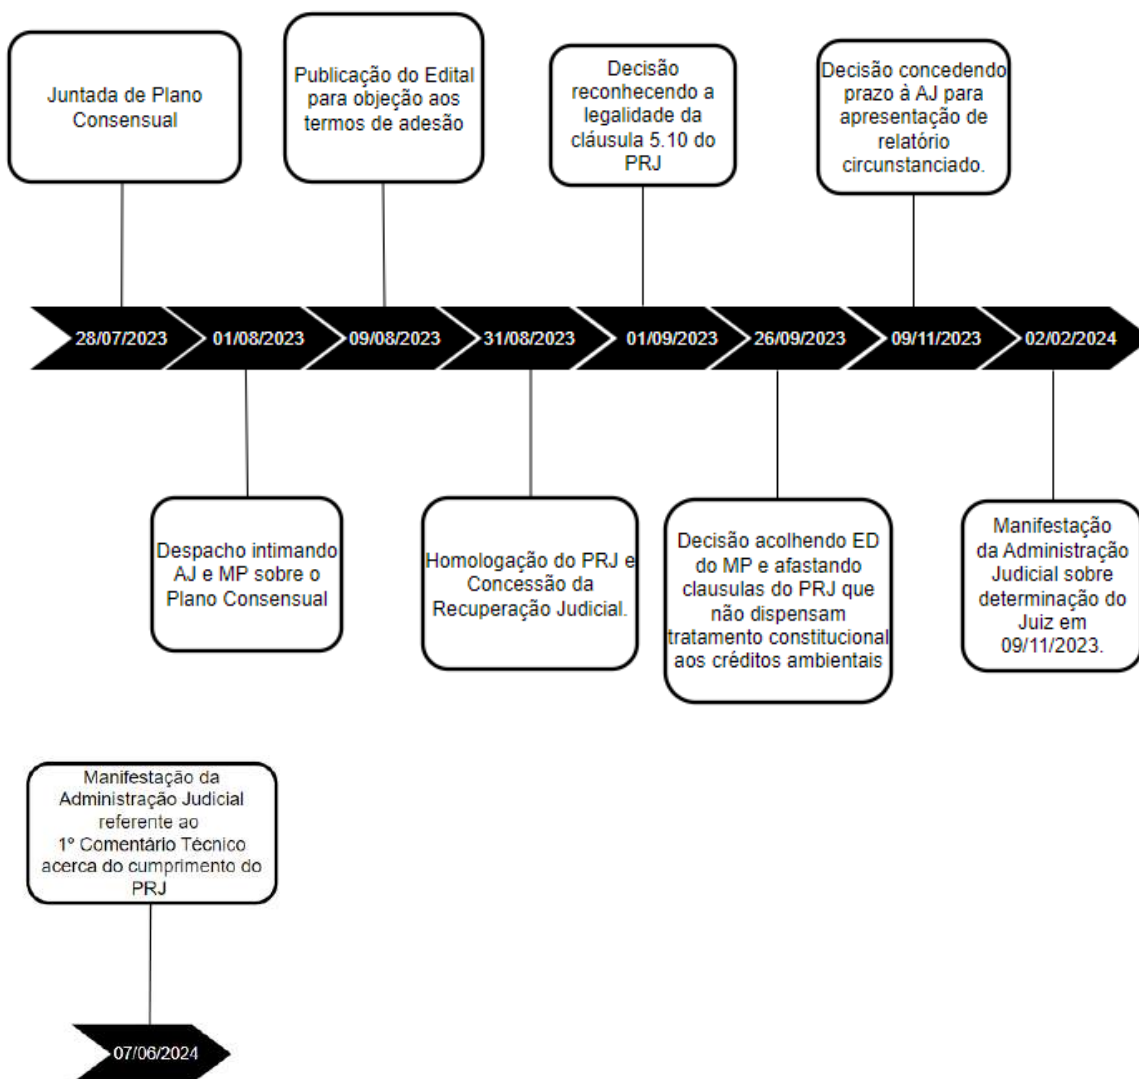 Juntada de Plano
Consensual
Publicação do Edital
para objeção aos
termos de adesão
Decisão
reconhecendo a
legalidade da
cláusula 5.10 do
PRJ
Decisão concedendo
prazo à AJ para
apresentação de
relatório
circunstanciado.
28/07/2023
01/08/2023
09/08/2023
31/08/2023
01/09/2023
26/09/2023
09/11/2023
02/02/2024
Despacho intimando
AJ e MP sobre o
Plano Consensual
Homologação do PRJ e
Concessão da
Recuperação Judicial.
Decisão acolhendo ED
do MP e afastando
clausulas do PRJ que
não dispensam
tratamento constitucional
aos créditos ambientais
Manifestação
da Administração
Judicial sobre
determinação do
Juiz em
09/11/2023.
Manifestação da
Administração Judicial
referente ao
1º Comentário Técnico
acerca do cumprimento do
PRJ
07/06/2024